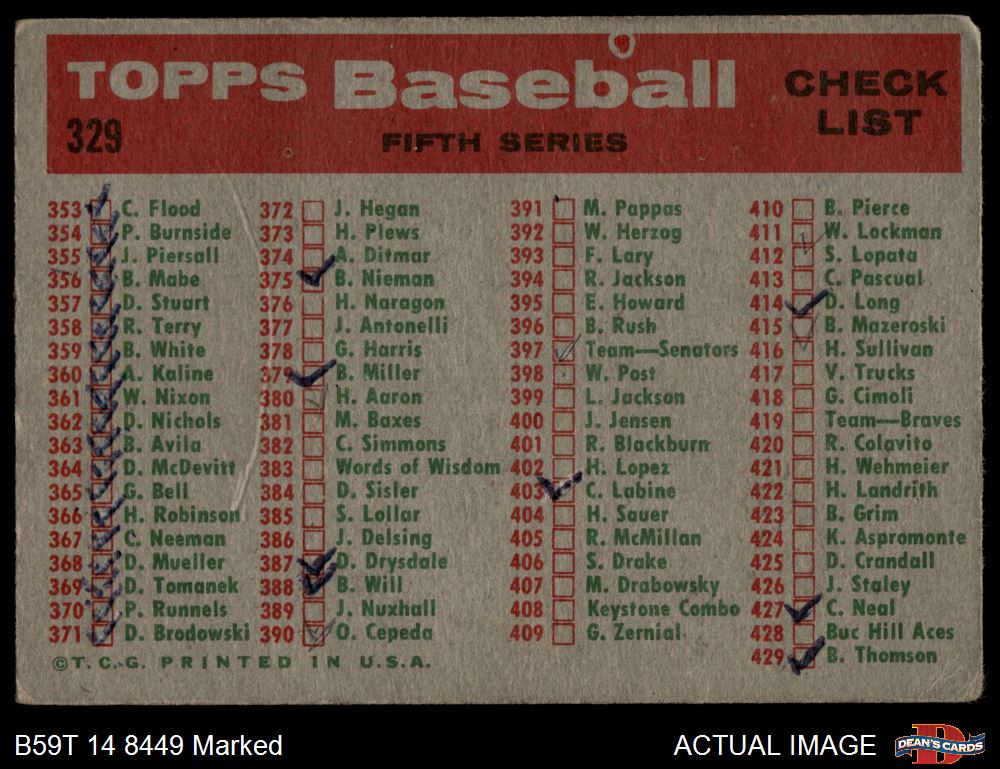 TOPPS Baseball CHECK LIST
329 FIFTH SERIES
353 C. Flood
354 P. Burnside
355 J. Piersall
356 B. Mabe
357 D. Stuart
358 R. Terry
359 B. White
360 A. Kaline
361 W. Nixon
362 D. Nichols
363 B. Avila
364 D. McDevitt
365 G. Bell
366 H. Robinson
367 C. Neeman
368 D. Mueller
369 D. Tomanek
370 P. Runnels
371 D. Brodowski
372 J. Hegan
373 H. Plews
374 A. Ditmar
375 B. Nieman
376 H. Naragon
377 J. Antonelli
378 G. Harris
379 B. Miller
380 H. Aaron
381 M. Baxes
382 C. Simmons
383 Words of Wisdom
384 D. Sisler
385 S. Lollar
386 J. Delsing
387 D. Drysdale
388 B. Will
389 J. Nuxhall
390 O. Cepeda
391 M. Pappas
392 W. Herzog
393 F. Lary
394 R. Jackson
395 E. Howard
396 B. Rush
397 Team—Senators
398 W. Post
399 L. Jackson
400 J. Jensen
401 R. Blackburn
402 H. Lopez
403 C. Labine
404 H. Sauer
405 R. McMillan
406 S. Drake
407 M. Drabowsky
408 Keystone Combo
409 G. Zernial
410 B. Pierce
411 W. Lockman
412 S. Lopata
413 C. Pascual
414 D. Long
415 B. Mazeroski
416 H. Sullivan
417 V. Trucks
418 G. Cimoli
419 Team—Braves
420 R. Colavito
421 H. Wehmeier
422 H. Landrith
423 B. Grim
424 K. Aspromonte
425 D. Crandall
426 J. Staley
427 C. Neal
428 Buc Hill Aces
429 B. Thomson
©T.C.G. PRINTED IN U.S.A.
B59T 14 8449 Marked
ACTUAL IMAGE
DEAN'S CARDS